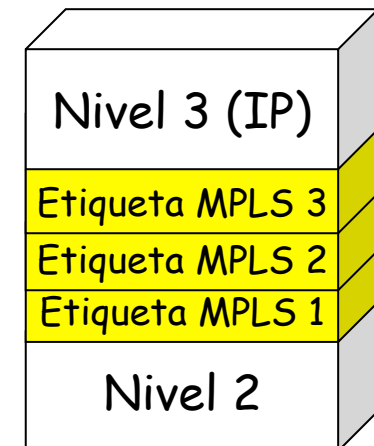 Nivel 3 (IP)
Etiqueta MPLS 3
Etiqueta MPLS 2
Etiqueta MPLS 1
Nivel 2